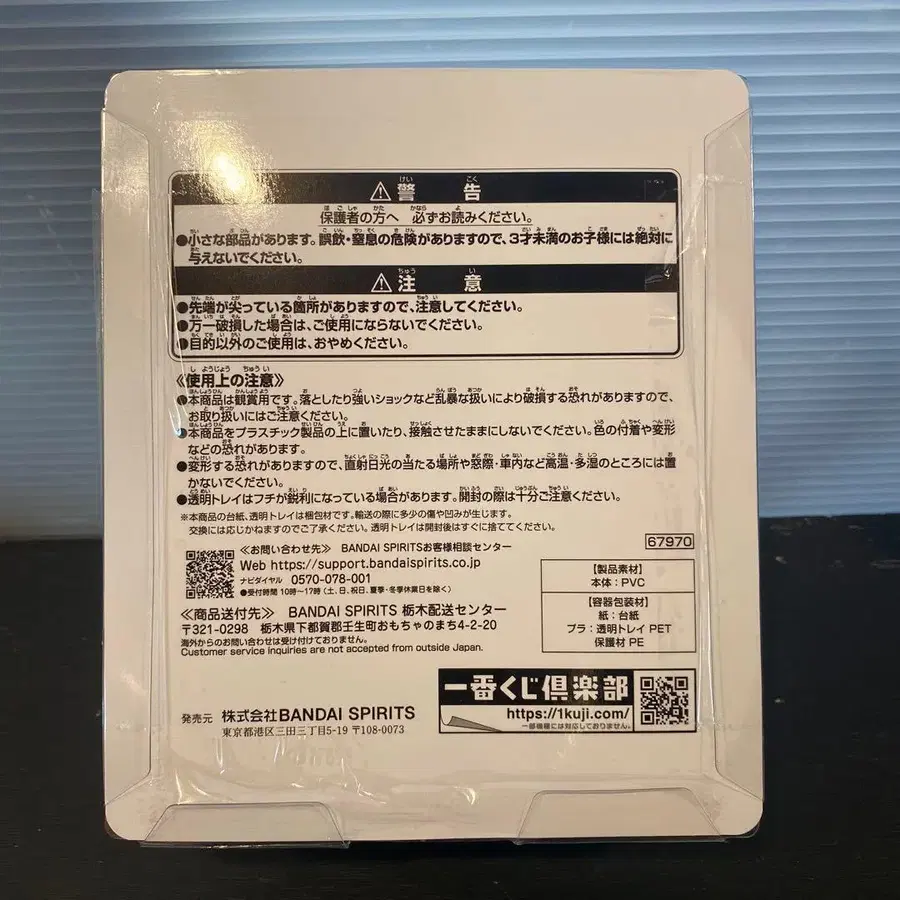 ⚠警告
保護者の方へ 必ずお読みください。
●小さな部品があります。誤飲・窒息の危険がありますので、3才未満のお子様には絶対に
与えないでください。
⚠注意
●先端が尖っている箇所がありますので、注意してください。
●万一破損した場合は、ご使用にならないでください。
●目的以外のご使用は、おやめください。
《使用上の注意》
●本商品は観賞用です。落としたり強いショックなど乱暴な扱いにより破損する恐れがありますので、
お取り扱いにはご注意ください。
●本商品をプラスチック製品の上に置いたり、接触させたままにしないでください。色の付着や変形
などの恐れがあります。
●変形する恐れがありますので、直射日光の当たる場所や窓際・車内など高温・多湿のところには置
かないでください。
●透明トレイはフチが鋭利になっている場合があります。開封の際は十分ご注意ください。
※本商品の台紙、透明トレイは梱包材です。輸送の際に多少の傷や凹みが生じます。
交換には応じかねますのでご了承ください。透明トレイは開封後はすぐに捨ててください。
67970
《お問い合わせ先》 BANDAI SPIRITSお客様相談センター
Web https://support.bandaispirits.co.jp
ナビダイヤル 0570-078-001
●受付時間 10時~17時(土、日、祝日、夏季・冬季休業日を除く)
《商品送付先》 BANDAI SPIRITS 栃木配送センター
〒321-0298 栃木県下都賀郡壬生町おもちゃのまち4-2-20
海外からのお問い合わせは受け付けておりません。
Customer service inquiries are not accepted from outside Japan.
【製品素材】
本体:PVC
【容器包装材】
紙:台紙
プラ:透明トレイ PET
保護材 PE
一番くじ倶楽部
https://1kuji.com/
一部機種には対応しておりません。
発売元 株式会社BANDAI SPIRITS
東京都港区三田三丁目5-19 〒108-0073